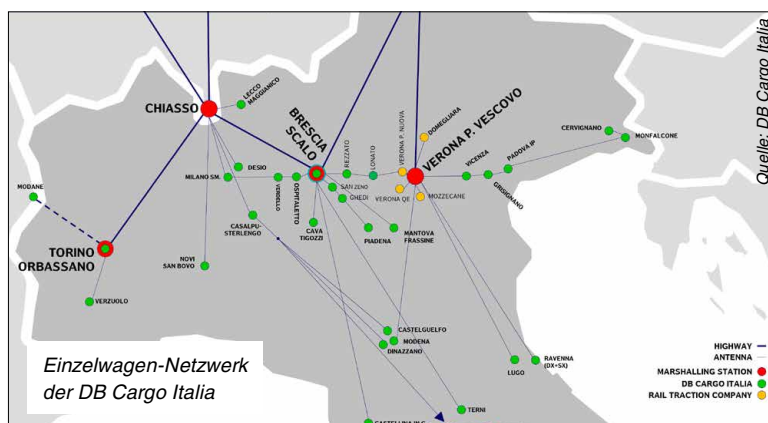 Quelle: DB Cargo Italia
LECCO
MAGGIANICO
CHIASSO
BRESCIA
SCALO
REZZATO
LONATO
VERONA P. NUOVA
DOMEGLIARA
VERONA P. VESCOVO
CERVIGNANO
MONFALCONE
PADOVA IP
VICENZA
GRISIGNANO
DESIO
MILANO SM.
VERDELLO
OSPITALETTO
SAN ZENO
GHEDI
VERONA QE
MOZZECANE
MODANE
CASALPU-
STERLENGO
CAVA
TIGOZZI
PIADENA
MANTOVA
FRASSINE
TORINO
ORBASSANO
NOVI
SAN BOVO
VERZUOLO
CASTELGUELFO
MODENA
DINAZZANO
LUGO
RAVENNA
(DX+SX)
TERNI
HIGHWAY
ANTENNA
MARSHALLING STATION
DB CARGO ITALIA
RAIL TRACTION COMPANY
Einzelwagen-Netzwerk
der DB Cargo Italia